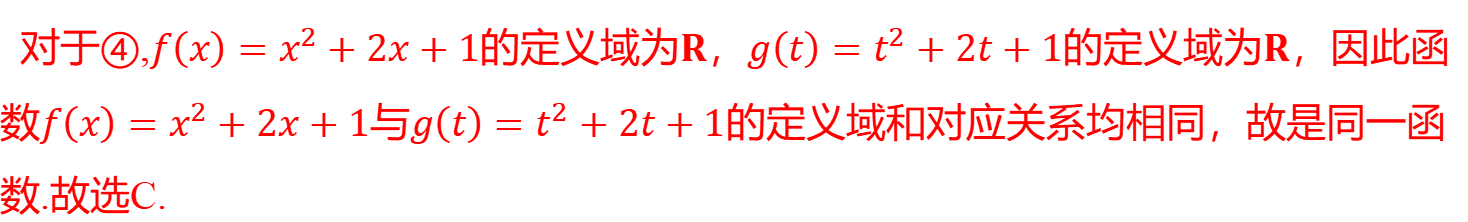 对于④,f(x) = x² + 2x + 1的定义域为R，g(t) = t² + 2t + 1的定义域为R，因此函
数f(x) = x² + 2x + 1与g(t) = t² + 2t + 1的定义域和对应关系均相同，故是同一函
数.故选C.